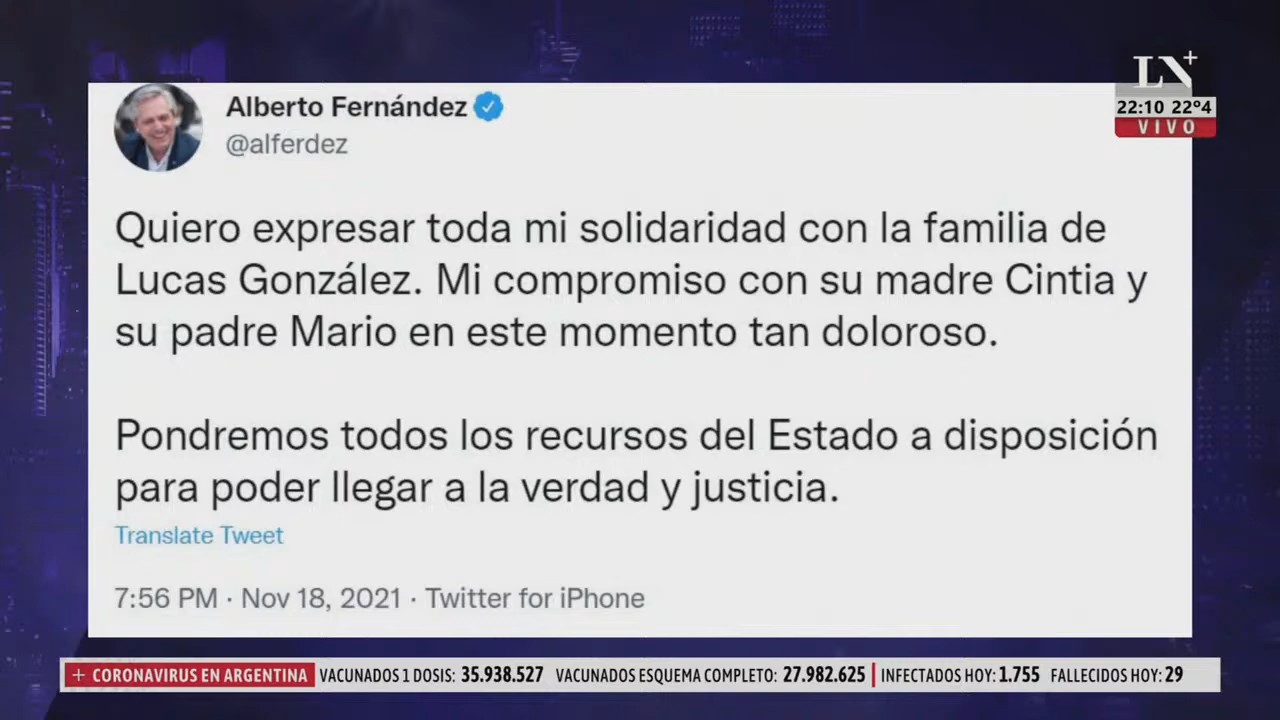 Alberto Fernández
@alferdez
LN+
22:10 22º4
VIVO
Quiero expresar toda mi solidaridad con la familia de
Lucas González. Mi compromiso con su madre Cintia y
su padre Mario en este momento tan doloroso.
Pondremos todos los recursos del Estado a disposición
para poder llegar a la verdad y justicia.
Translate Tweet
7:56 PM · Nov 18, 2021 · Twitter for iPhone
+ CORONAVIRUS EN ARGENTINA VACUNADOS 1 DOSIS: 35.938.527 VACUNADOS ESQUEMA COMPLETO: 27.982.625 INFECTADOS HOY: 1.755 FALLECIDOS HOY: 29